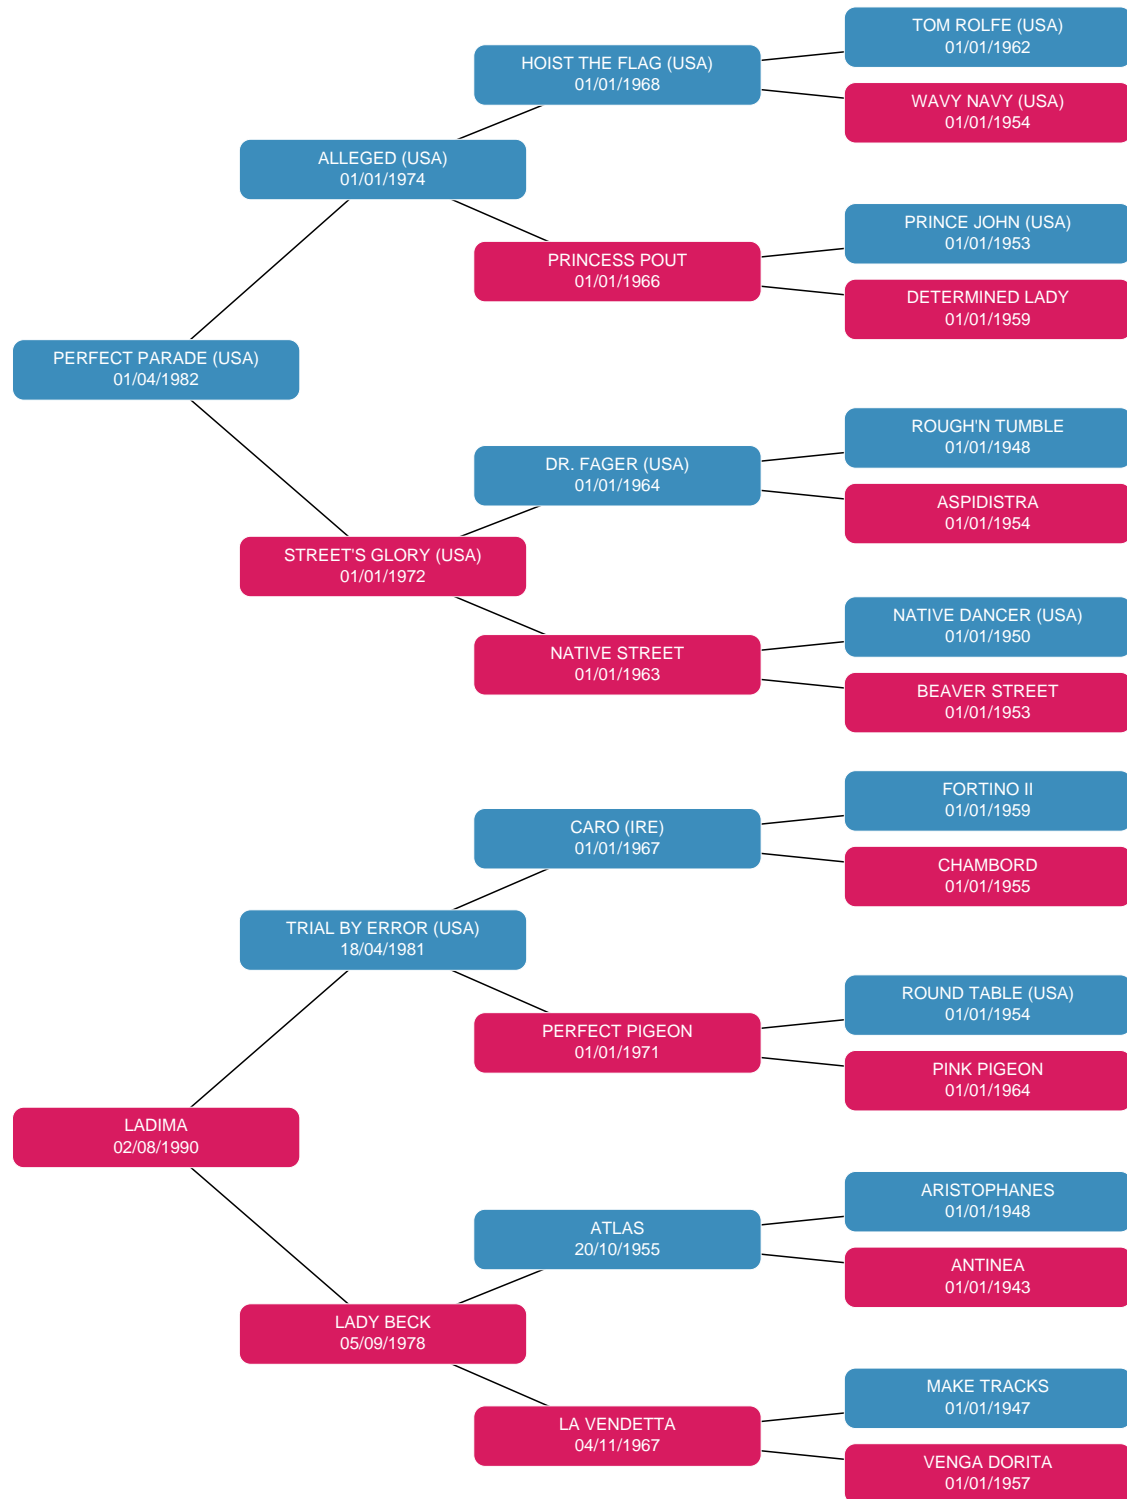 TOM ROLFE (USA)
01/01/1962
HOIST THE FLAG (USA)
01/01/1968
WAVY NAVY (USA)
01/01/1954
ALLEGED (USA)
01/01/1974
PRINCE JOHN (USA)
01/01/1953
PRINCESS POUT
01/01/1966
DETERMINED LADY
01/01/1959
PERFECT PARADE (USA)
01/04/1982
ROUGH'N TUMBLE
01/01/1948
DR. FAGER (USA)
01/01/1964
ASPIDISTRA
01/01/1954
STREET'S GLORY (USA)
01/01/1972
NATIVE DANCER (USA)
01/01/1950
NATIVE STREET
01/01/1963
BEAVER STREET
01/01/1953
FORTINO II
01/01/1959
CARO (IRE)
01/01/1967
CHAMBORD
01/01/1955
TRIAL BY ERROR (USA)
18/04/1981
ROUND TABLE (USA)
01/01/1954
PERFECT PIGEON
01/01/1971
PINK PIGEON
01/01/1964
LADIMA
02/08/1990
ARISTOPHANES
01/01/1948
ATLAS
20/10/1955
ANTINEA
01/01/1943
LADY BECK
05/09/1978
MAKE TRACKS
01/01/1947
LA VENDETTA
04/11/1967
VENGA DORITA
01/01/1957